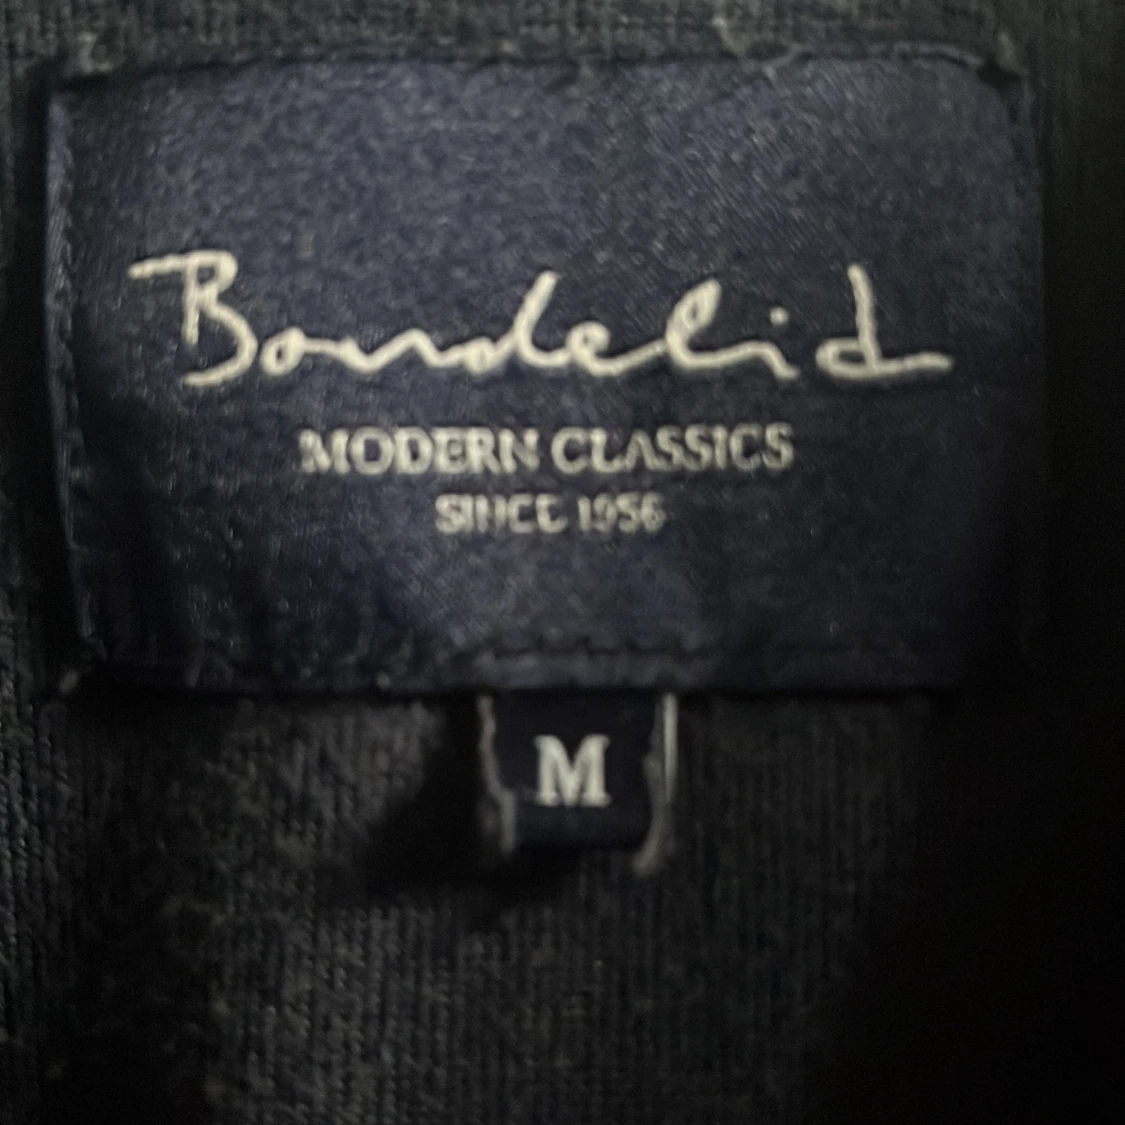 Bondelid
MODERN CLASSICS
SINCE 1956
M